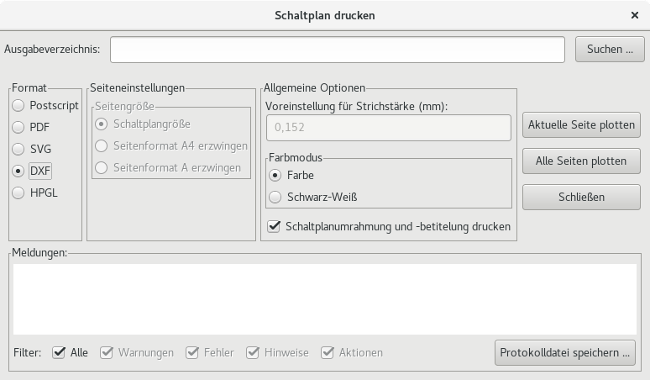 Schaltplan drucken
Ausgabeverzeichnis:
Suchen ...
Format
Postscript
PDF
SVG
DXF
HPGL
Seiteneinstellungen
Seitengröße
Schaltplangröße
Seitenformat A4 erzwingen
Seitenformat A erzwingen
Allgemeine Optionen
Voreinstellung für Strichstärke (mm):
0,152
Farbmodus
Farbe
Schwarz-Weiß
Schaltplanumrahmung und -betitelung drucken
Aktuelle Seite plotten
Alle Seiten plotten
Schließen
Meldungen:
Filter: Alle Warnungen Fehler Hinweise Aktionen
Protokolldatei speichern ...